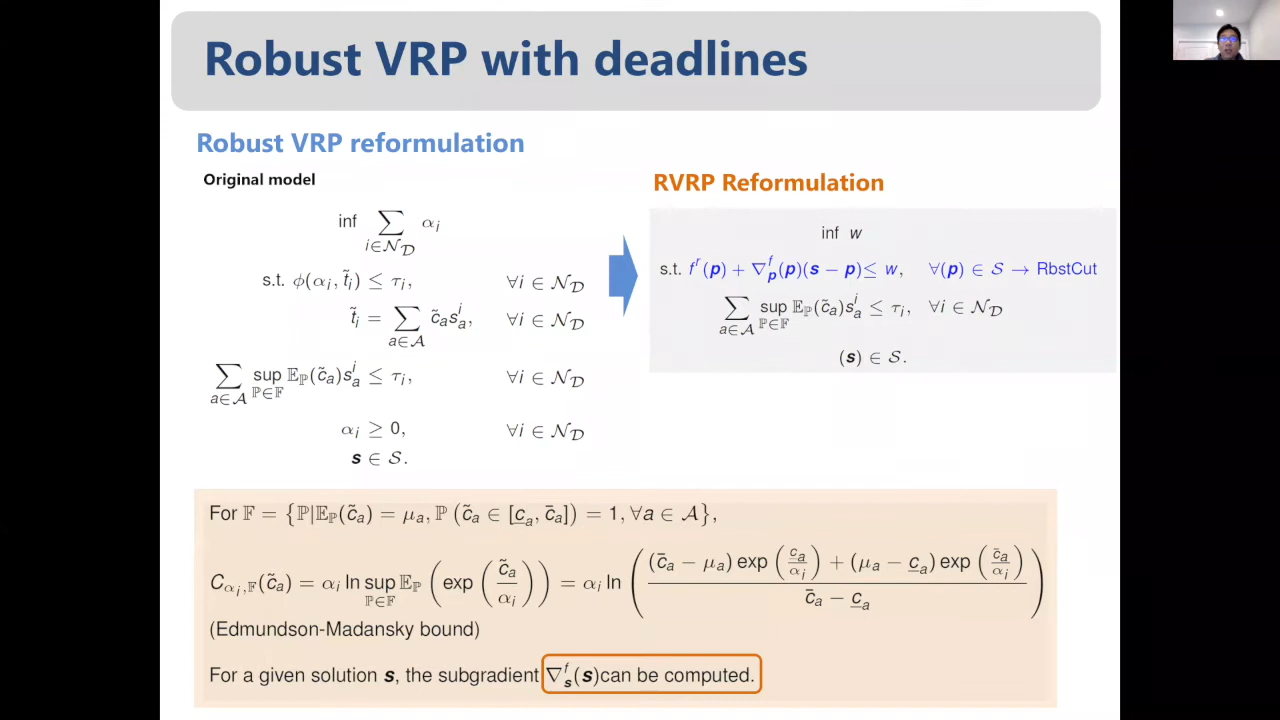 Robust VRP with deadlines
Robust VRP reformulation
Original model
inf ∑_{i∈𝒩_𝒟} α_i
s.t. ϕ(α_i, t̃_i) ≤ τ_i, ∀i ∈ 𝒩_𝒟
t̃_i = ∑_{a∈𝒜} c̃_a s_a^i, ∀i ∈ 𝒩_𝒟
∑_{a∈𝒜} sup_{ℙ∈𝔽} 𝔼_ℙ(c̃_a) s_a^i ≤ τ_i, ∀i ∈ 𝒩_𝒟
α_i ≥ 0, ∀i ∈ 𝒩_𝒟
s ∈ 𝒮.
RVRP Reformulation
inf w
s.t. f^r(p) + ∇_p^f(p)(s − p) ≤ w, ∀(p) ∈ 𝒮 → RbstCut
∑_{a∈𝒜} sup_{ℙ∈𝔽} 𝔼_ℙ(c̃_a) s_a^i ≤ τ_i, ∀i ∈ 𝒩_𝒟
(s) ∈ 𝒮.
For 𝔽 = {ℙ|𝔼_ℙ(c̃_a) = μ_a, ℙ (c̃_a ∈ [c̲_a, c̄_a]) = 1, ∀a ∈ 𝒜},
C_{α_i,𝔽}(c̃_a) = α_i ln sup_{ℙ∈𝔽} 𝔼_ℙ (exp (c̃_a / α_i)) = α_i ln (((c̄_a − μ_a) exp (c̲_a / α_i) + (μ_a − c̲_a) exp (c̄_a / α_i)) / (c̄_a − c̲_a))
(Edmundson-Madansky bound)
For a given solution s, the subgradient ∇_s^f(s) can be computed.